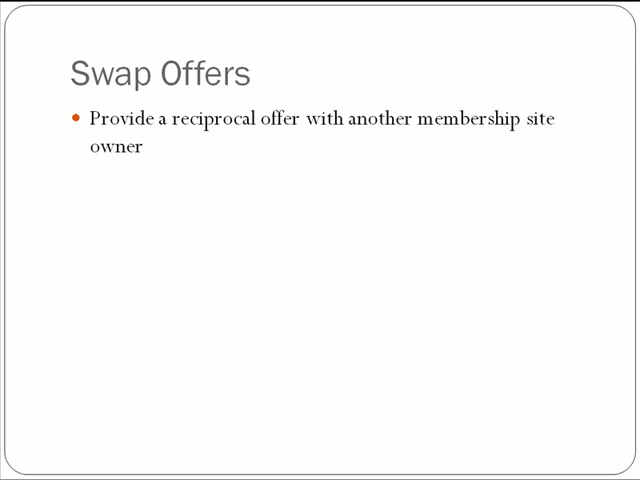 Swap Offers
Provide a reciprocal offer with another membership site
owner